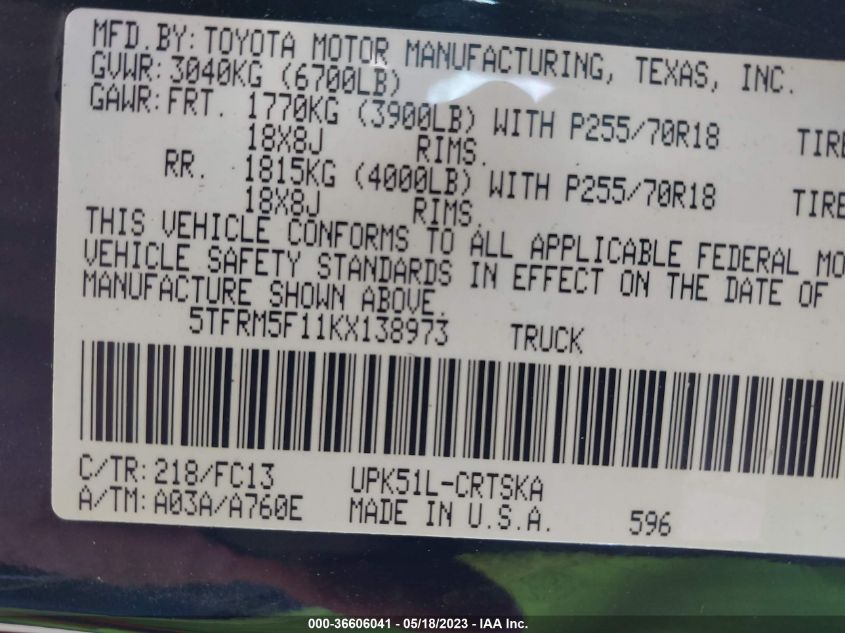 MFD.BY: TOYOTA MOTOR MANUFACTURING, TEXAS, INC.
GVWR: 3040KG (6700LB)
GAWR: FRT. 1770KG (3900LB) WITH P255/70R18 TIRE
18X8J RIMS.
RR. 1815KG (4000LB) WITH P255/70R18 TIRE
18X8J RIMS.
THIS VEHICLE CONFORMS TO ALL APPLICABLE FEDERAL MO
VEHICLE SAFETY STANDARDS IN EFFECT ON THE DATE OF
MANUFACTURE SHOWN ABOVE.
5TFRM5F11KX138973 TRUCK
C/TR: 218/FC13 UPK51L-CRTSKA
A/TM: A03A/A760E MADE IN U.S.A. 596
000-36606041 - 05/18/2023 - IAA Inc.